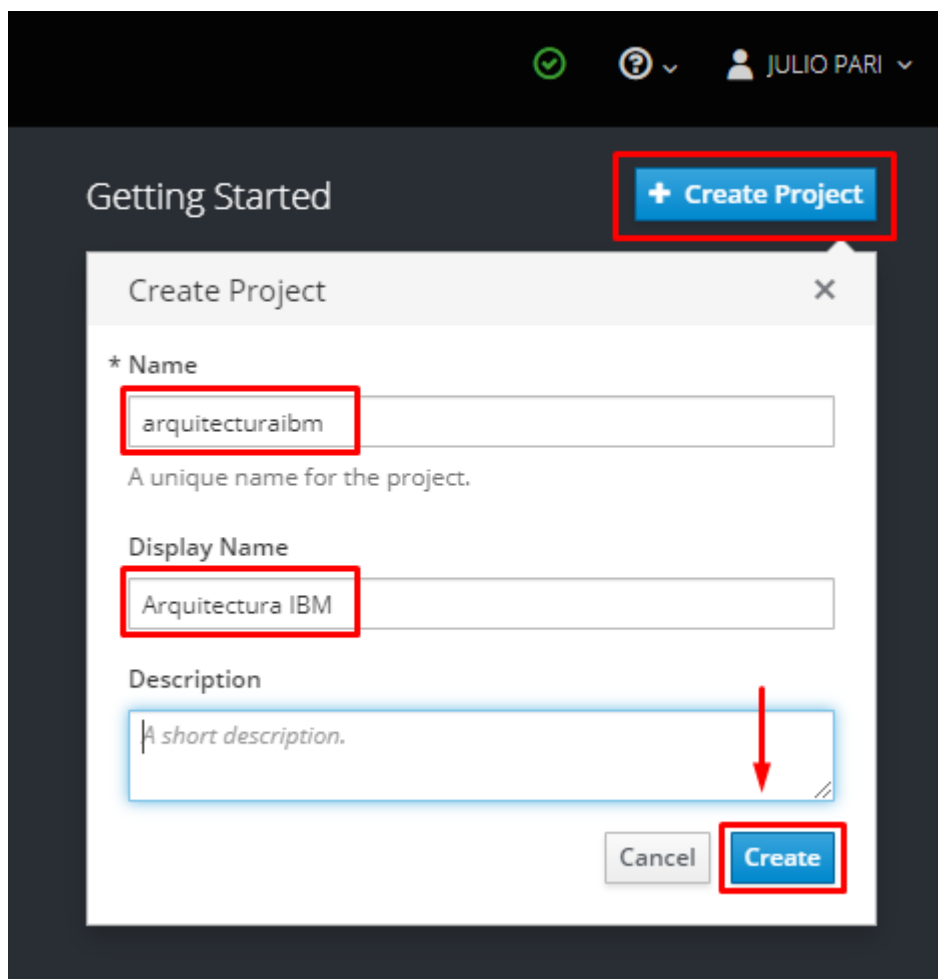 JULIO PARI
Getting Started
Create Project
Create Project
* Name
arquitecturaibm
A unique name for the project.
Display Name
Arquitectura IBM
Description
A short description.
Cancel
Create